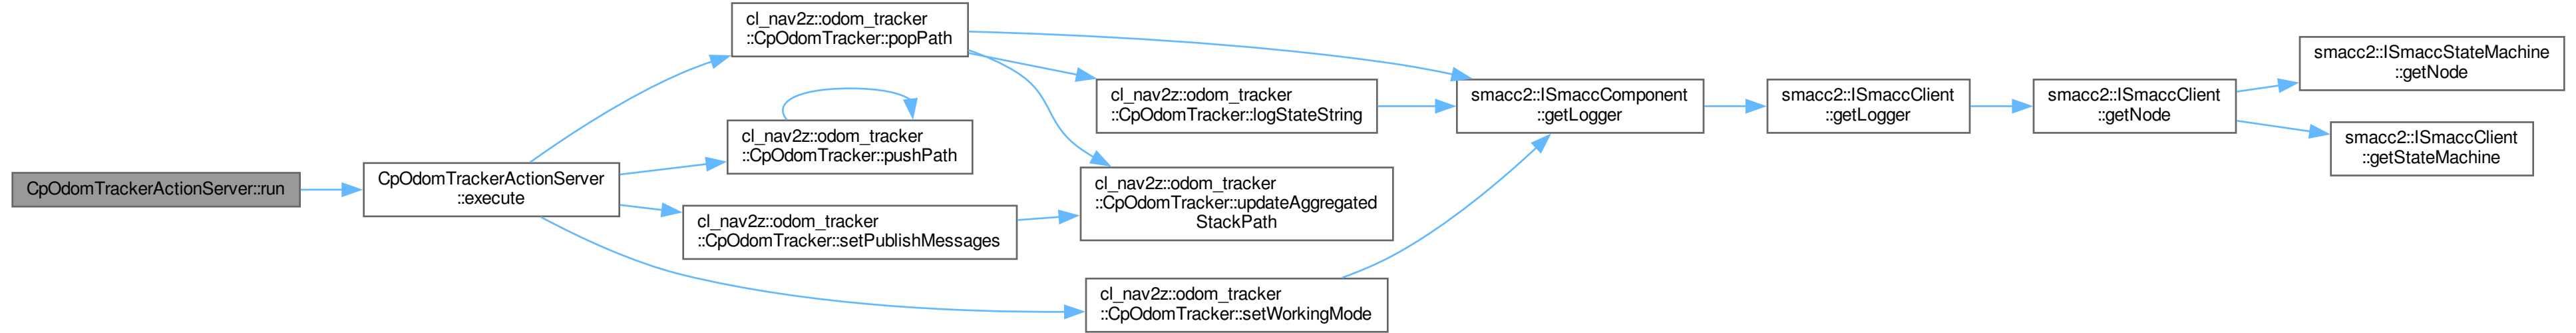 CpOdomTrackerActionServer::run
CpOdomTrackerActionServer
::execute
cl_nav2z::odom_tracker
::CpOdomTracker::popPath
cl_nav2z::odom_tracker
::CpOdomTracker::pushPath
cl_nav2z::odom_tracker
::CpOdomTracker::setPublishMessages
cl_nav2z::odom_tracker
::CpOdomTracker::logStateString
cl_nav2z::odom_tracker
::CpOdomTracker::updateAggregated
StackPath
cl_nav2z::odom_tracker
::CpOdomTracker::setWorkingMode
smacc2::ISmaccComponent
::getLogger
smacc2::ISmaccClient
::getLogger
smacc2::ISmaccClient
::getNode
smacc2::ISmaccStateMachine
::getNode
smacc2::ISmaccClient
::getStateMachine